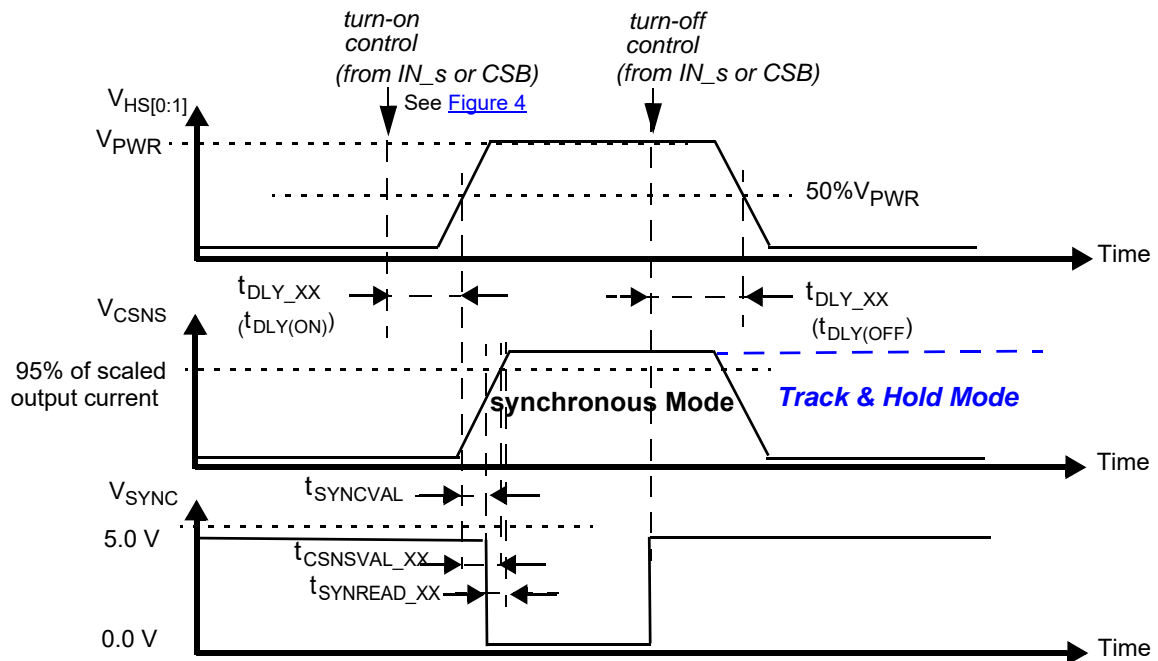 turn-on
control
(from IN_s or CSB)
See Figure 4
turn-off
control
(from IN_s or CSB)
VHS[0:1]
VPWR
50%VPWR
Time
tDLY_XX
(tDLY(ON))
tDLY_XX
(tDLY(OFF)
VCSNS
95% of scaled
output current
synchronous Mode
Track & Hold Mode
Time
tSYNCVAL
VSYNC
5.0 V
tCSNSVAL_XX
tSYNREAD_XX
0.0 V
Time